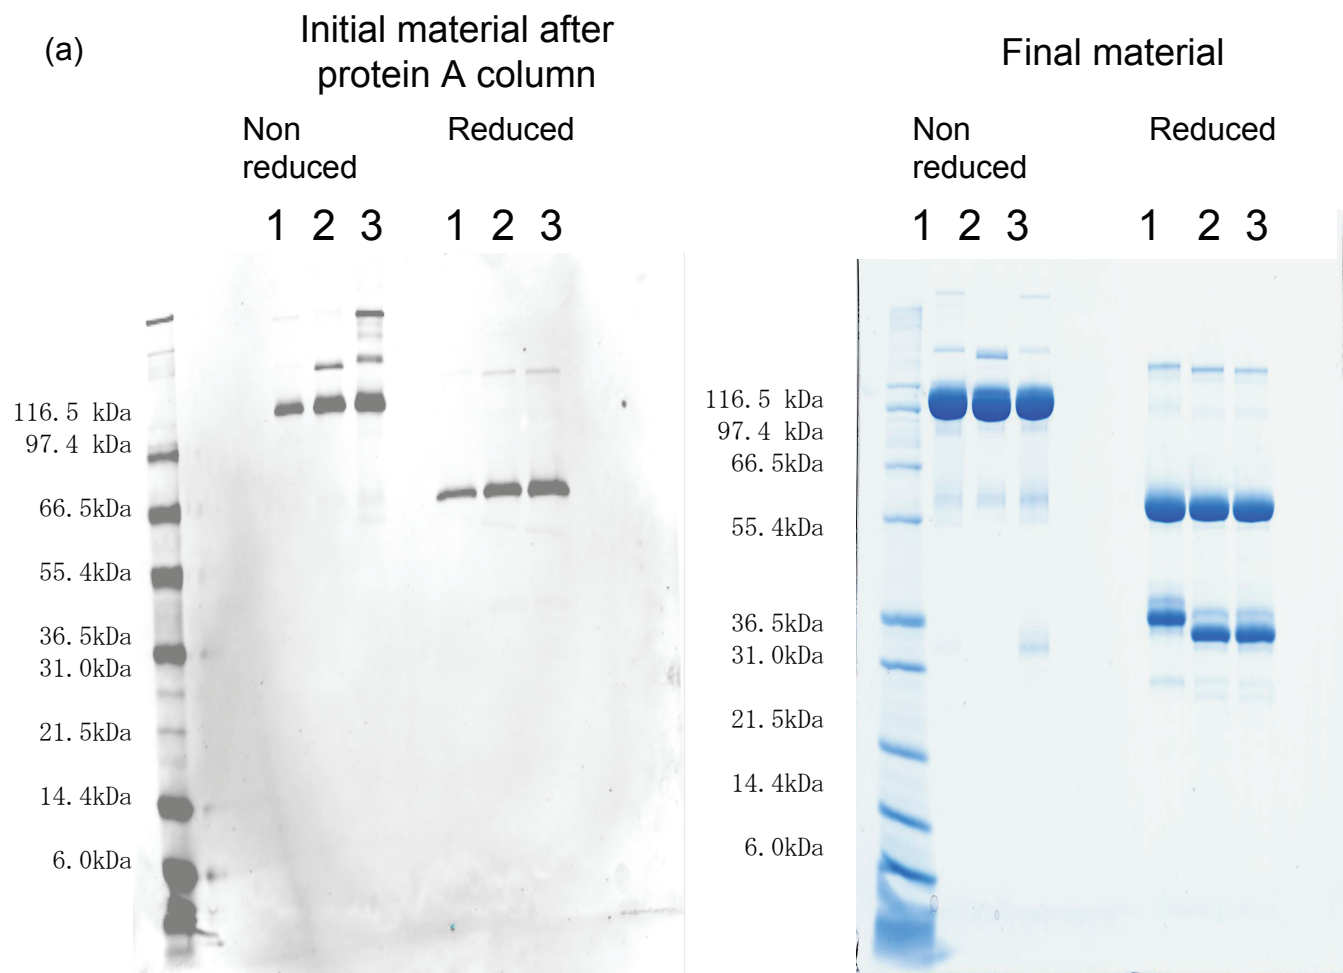 (a)
Initial material after
protein A column
Non
reduced
Reduced
1 2 3
1 2 3
116.5 kDa
97.4 kDa
66.5kDa
55.4kDa
36.5kDa
31.0kDa
21.5kDa
14.4kDa
6.0kDa
Final material
Non
reduced
Reduced
1 2 3
1 2 3
116.5 kDa
97.4 kDa
66.5kDa
55.4kDa
36.5kDa
31.0kDa
21.5kDa
14.4kDa
6.0kDa